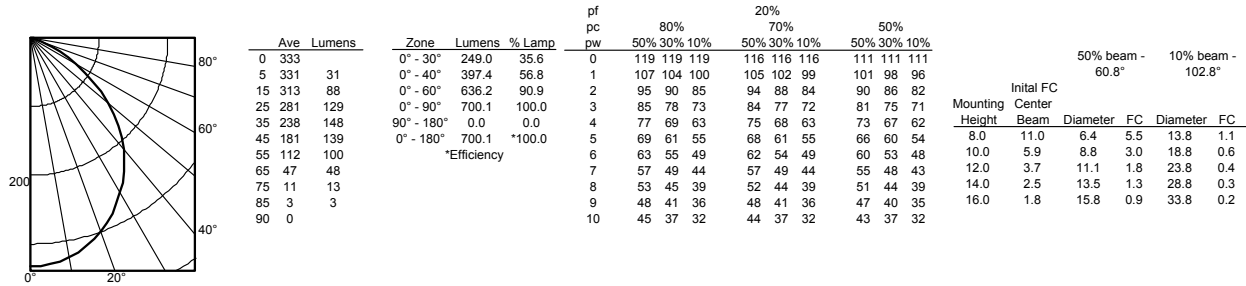 80°
60°
200
40°
0° 20°
Ave Lumens
0 333
5 331 31
15 313 88
25 281 129
35 238 148
45 181 139
55 112 100
65 47 48
75 11 13
85 3 3
90 0
Zone Lumens % Lamp
0° - 30° 249.0 35.6
0° - 40° 397.4 56.8
0° - 60° 636.2 90.9
0° - 90° 700.1 100.0
90° - 180° 0.0 0.0
0° - 180° 700.1 *100.0
*Efficiency
pf 20%
pc 80% 70% 50%
pw 50% 30% 10% 50% 30% 10% 50% 30% 10%
0 119 119 119 116 116 116 111 111 111
1 107 104 100 105 102 99 101 98 96
2 95 90 85 94 88 84 90 86 82
3 85 78 73 84 77 72 81 75 71
4 77 69 63 75 68 63 73 67 62
5 69 61 55 68 61 55 66 60 54
6 63 55 49 62 54 49 60 53 48
7 57 49 44 57 49 44 55 48 43
8 53 45 39 52 44 39 51 44 39
9 48 41 36 48 41 36 47 40 35
10 45 37 32 44 37 32 43 37 32
50% beam - 10% beam -
60.8° 102.8°
Inital FC
Mounting Center
Height Beam Diameter FC Diameter FC
8.0 11.0 6.4 5.5 13.8 1.1
10.0 5.9 8.8 3.0 18.8 0.6
12.0 3.7 11.1 1.8 23.8 0.4
14.0 2.5 13.5 1.3 28.8 0.3
16.0 1.8 15.8 0.9 33.8 0.2